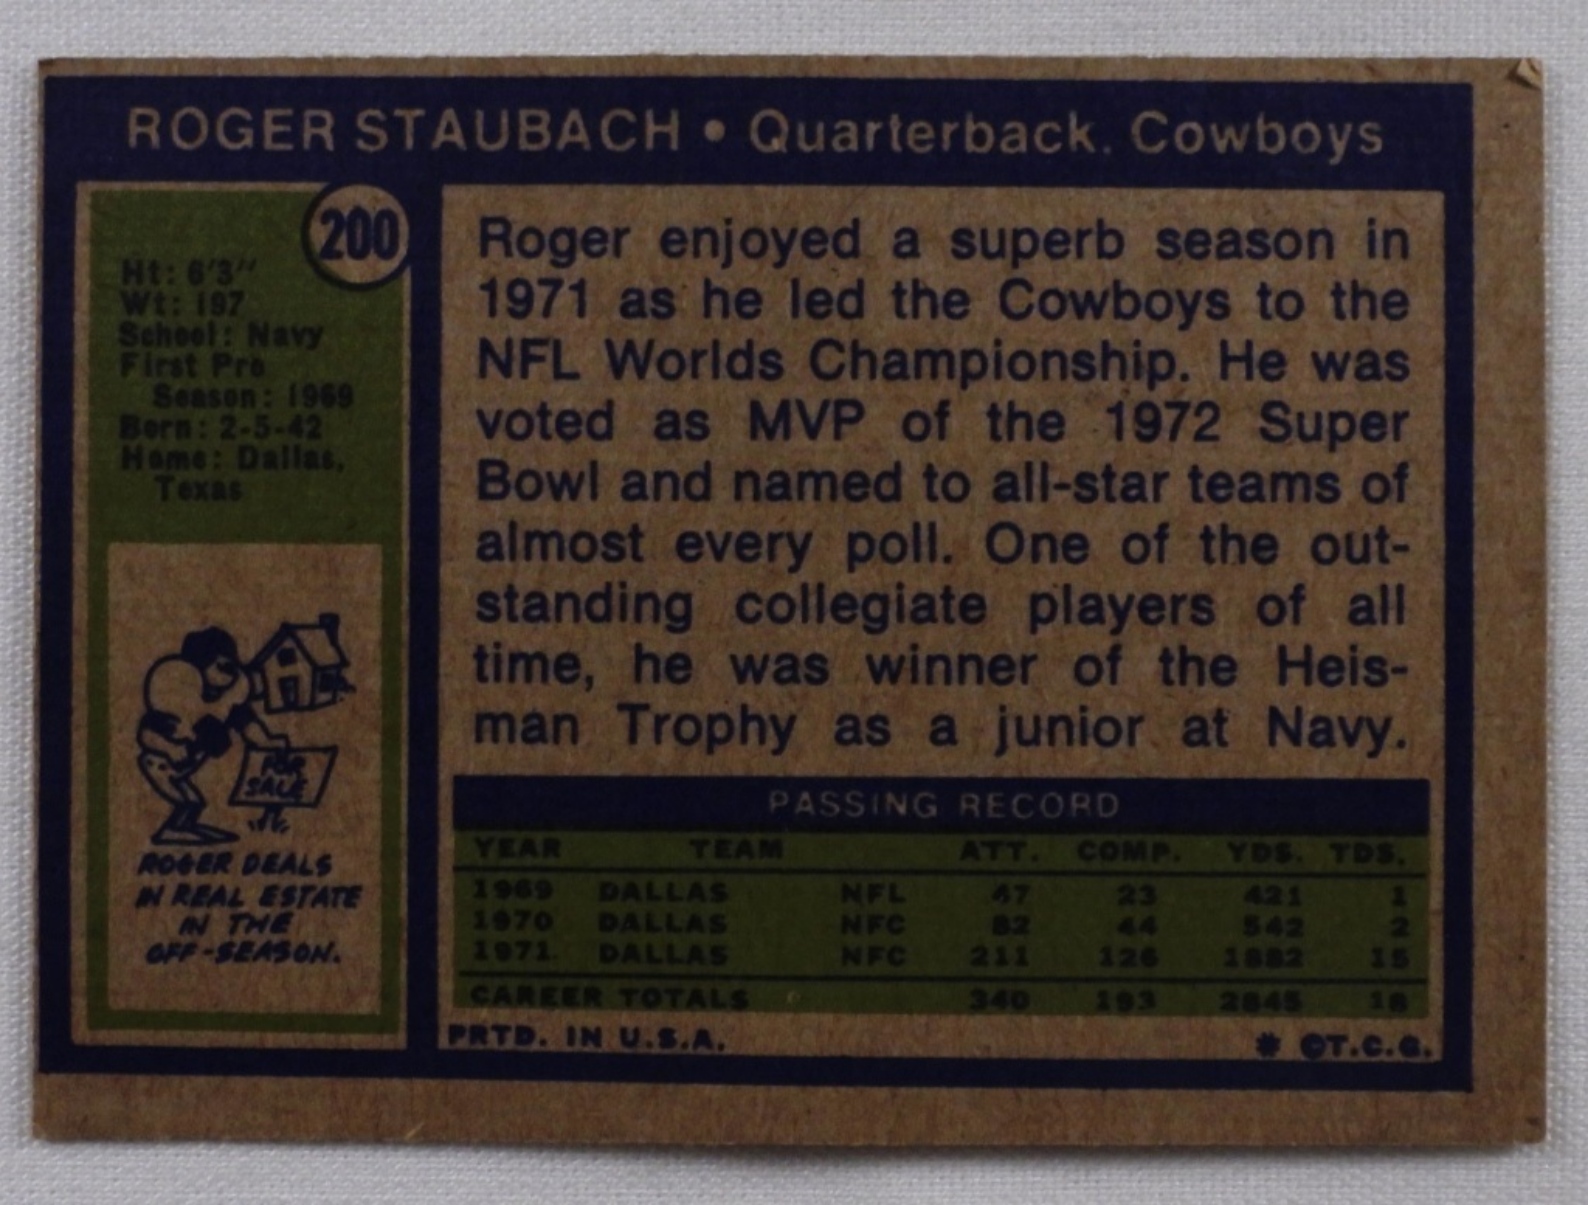 ROGER STAUBACH • Quarterback, Cowboys
200
Ht: 6'3"
Wt: 197
School: Navy
First Pro
Season: 1969
Born: 2-5-42
Home: Dallas,
Texas
FOR
SALE
ROGER DEALS
IN REAL ESTATE
IN THE
OFF-SEASON.
Roger enjoyed a superb season in
1971 as he led the Cowboys to the
NFL Worlds Championship. He was
voted as MVP of the 1972 Super
Bowl and named to all-star teams of
almost every poll. One of the out-
standing collegiate players of all
time, he was winner of the Heis-
man Trophy as a junior at Navy.
PASSING RECORD
YEAR TEAM ATT. COMP. YDS. TDS.
1969 DALLAS NFL 47 23 421 1
1970 DALLAS NFC 82 44 542 2
1971 DALLAS NFC 211 126 1882 15
CAREER TOTALS 340 193 2845 18
PRTD. IN U.S.A. * ©T.C.G.